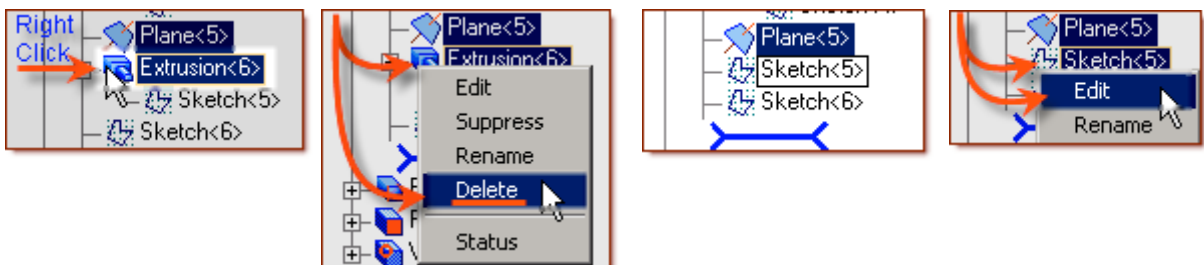 Right
Click
Plane<5>
Extrusion<6>
Sketch<5>
Sketch<6>
Plane<5>
Extrusion<6>
Edit
Suppress
Rename
Delete
Status
Plane<5>
Sketch<5>
Sketch<6>
Plane<5>
Sketch<5>
Edit
Rename